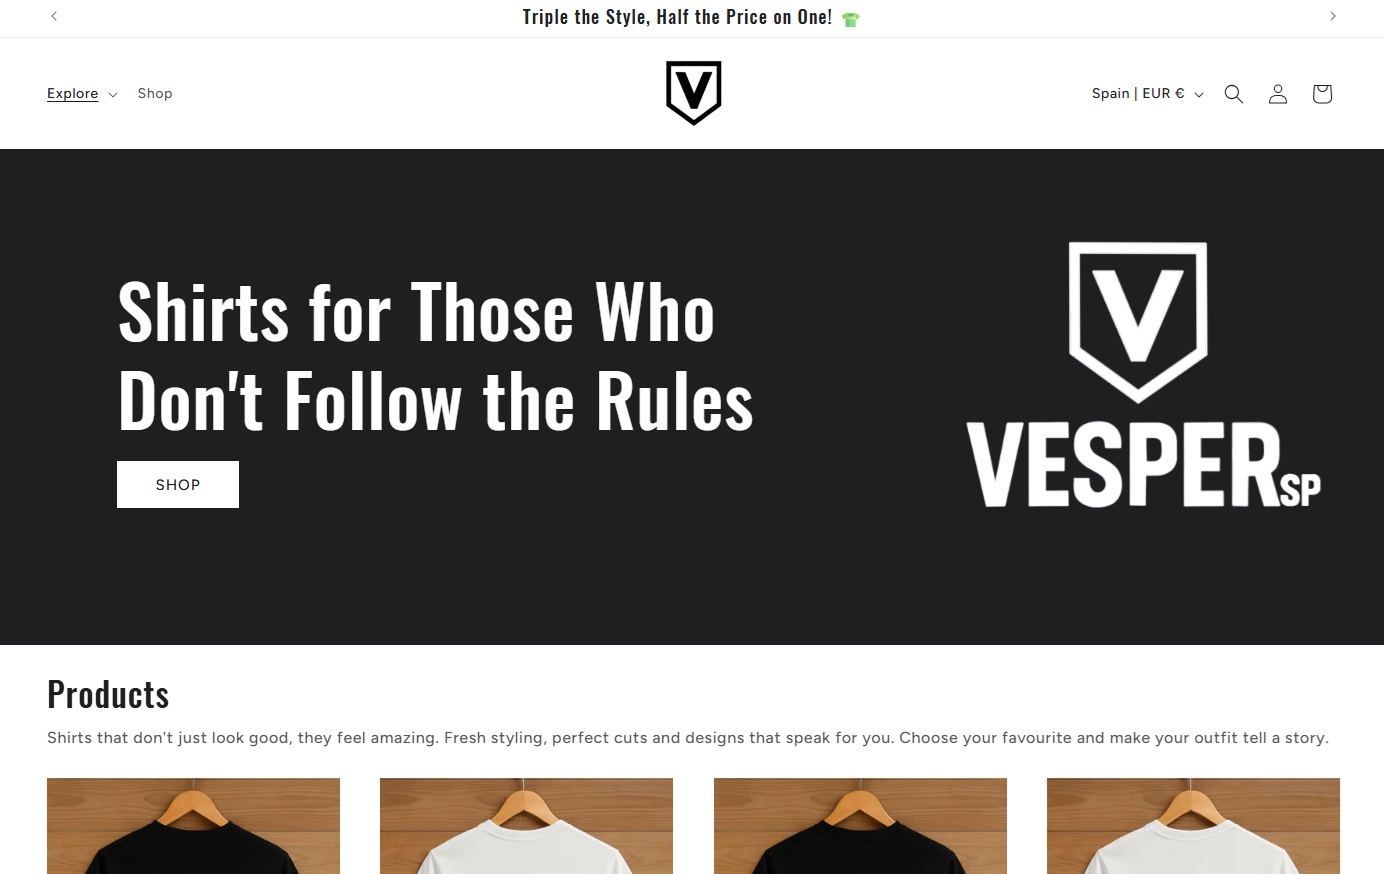 Triple the Style, Half the Price on One!
Explore
Shop
V
Spain | EUR €
Shirts for Those Who
Don't Follow the Rules
SHOP
V
VESPERSP
Products
Shirts that don't just look good, they feel amazing. Fresh styling, perfect cuts and designs that speak for you. Choose your favourite and make your outfit tell a story.